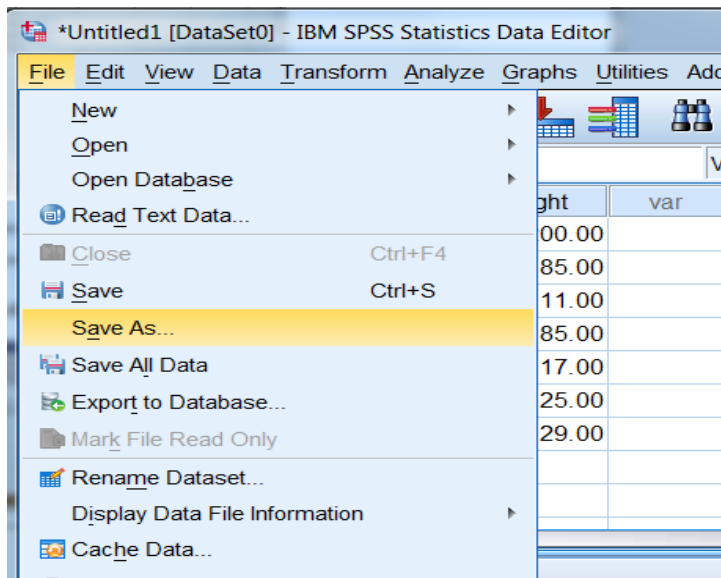 *Untitled1 [DataSet0] - IBM SPSS Statistics Data Editor
File Edit View Data Transform Analyze Graphs Utilities Add
New
Open
Open Database
Read Text Data...
ght var
00.00
Close Ctrl+F4
85.00
Save Ctrl+S
11.00
Save As...
85.00
Save All Data
17.00
Export to Database...
25.00
Mark File Read Only
29.00
Rename Dataset...
Display Data File Information
Cache Data...